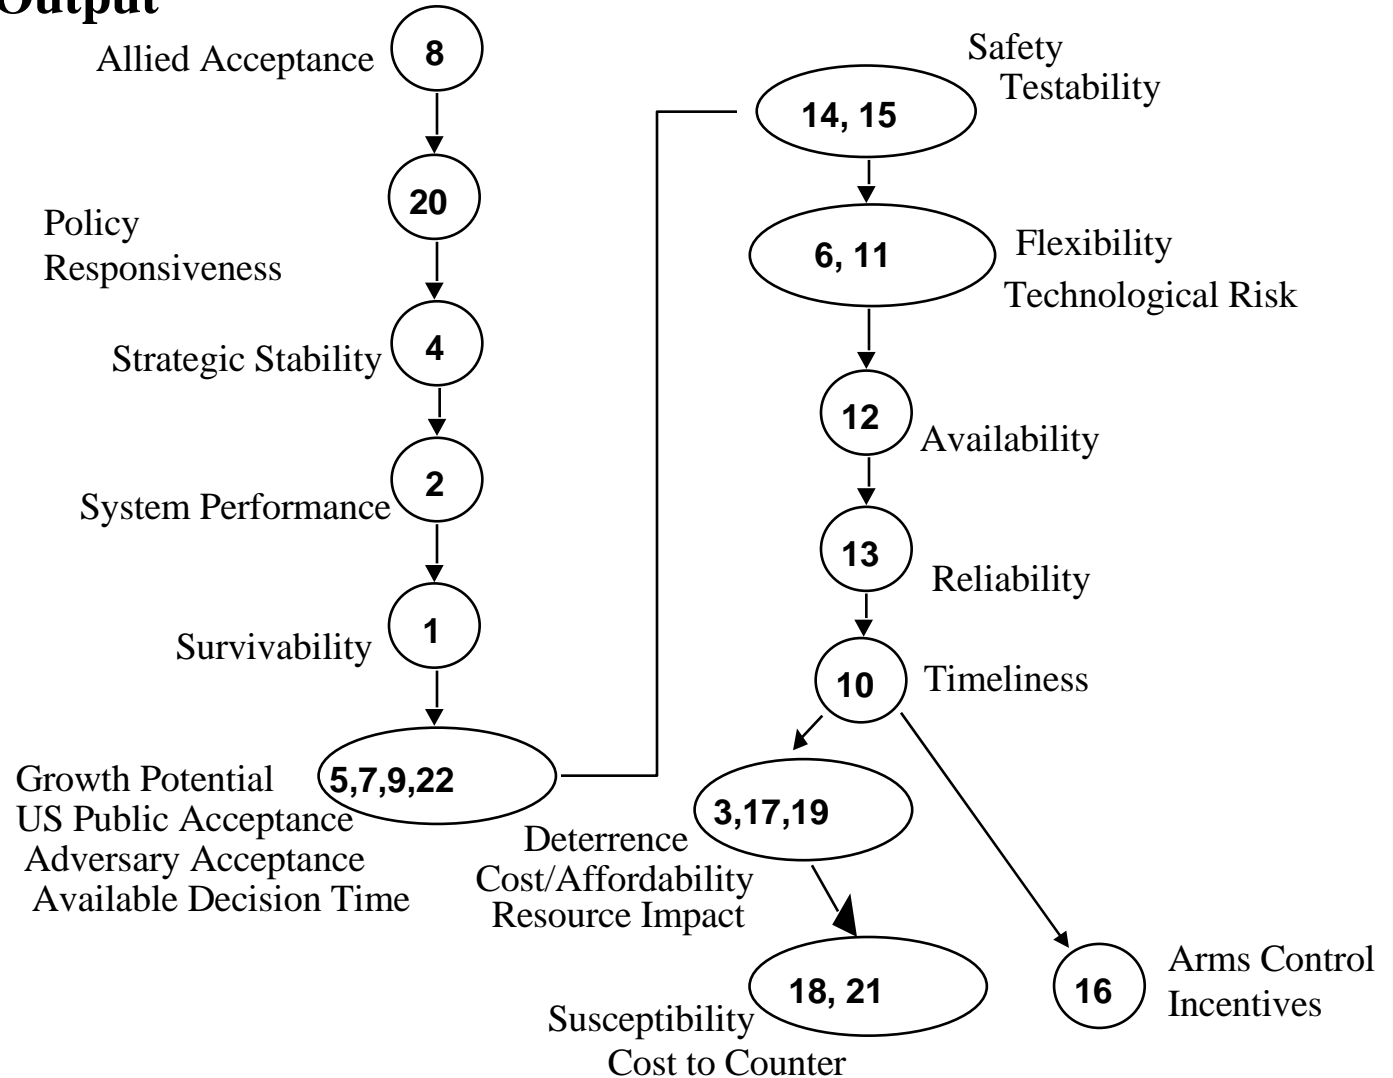 Output
Allied Acceptance
8
20
Policy
Responsiveness
Strategic Stability
4
System Performance
2
Survivability
1
Growth Potential
US Public Acceptance
Adversary Acceptance
Available Decision Time
5,7,9,22
Safety
Testability
14, 15
6, 11
Flexibility
Technological Risk
12
Availability
13
Reliability
10
Timeliness
3,17,19
Deterrence
Cost/Affordability
Resource Impact
18, 21
Susceptibility
Cost to Counter
16
Arms Control
Incentives